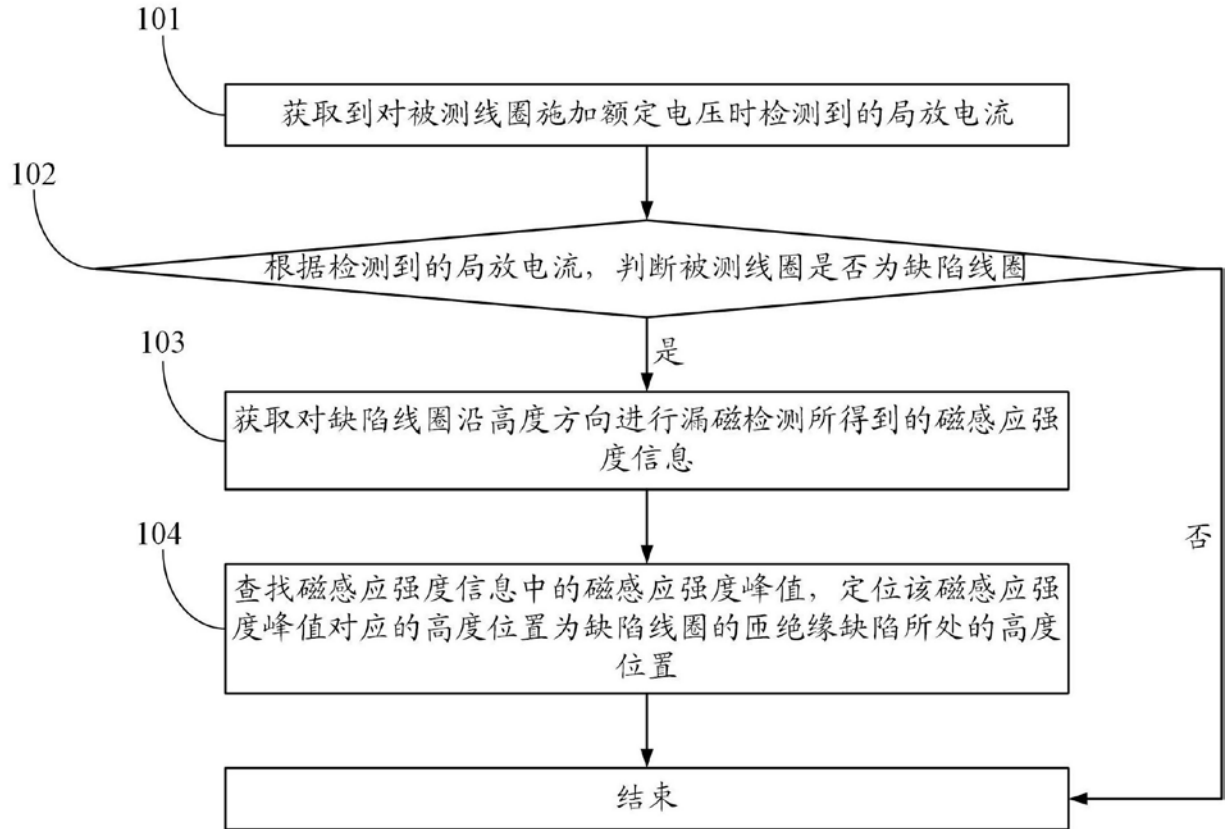 101
获取到对被测线圈施加额定电压时检测到的局放电流
102
根据检测到的局放电流，判断被测线圈是否为缺陷线圈
是
103
获取对缺陷线圈沿高度方向进行漏磁检测所得到的磁感应强
度信息
否
104
查找磁感应强度信息中的磁感应强度峰值，定位该磁感应强
度峰值对应的高度位置为缺陷线圈的匝绝缘缺陷所处的高度
位置
结束